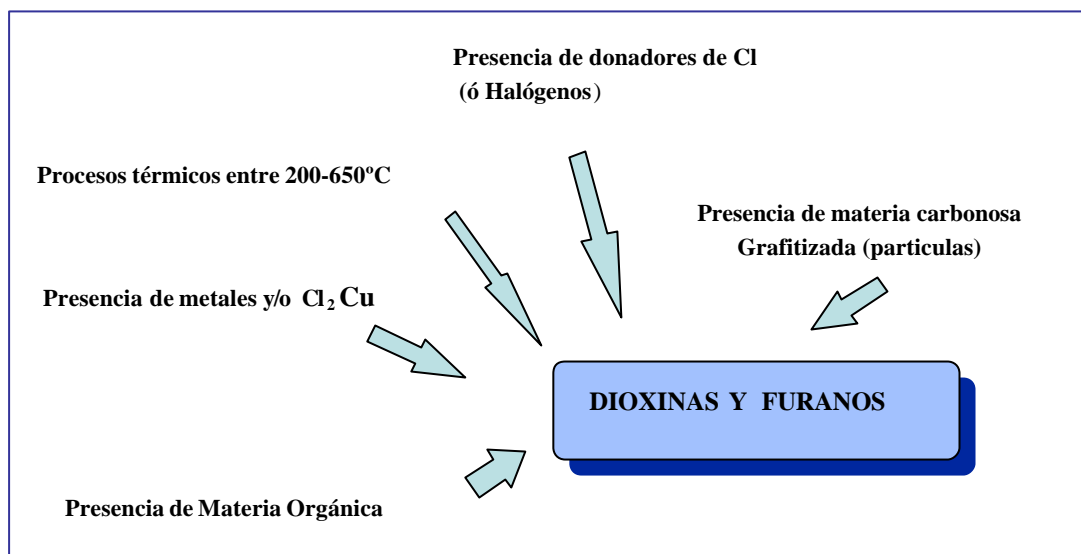 Presencia de donadores de Cl
(ó Halógenos)
Procesos térmicos entre 200-650ºC
Presencia de materia carbonosa
Grafitizada (particulas)
Presencia de metales y/o Cl₂ Cu
DIOXINAS Y FURANOS
Presencia de Materia Orgánica